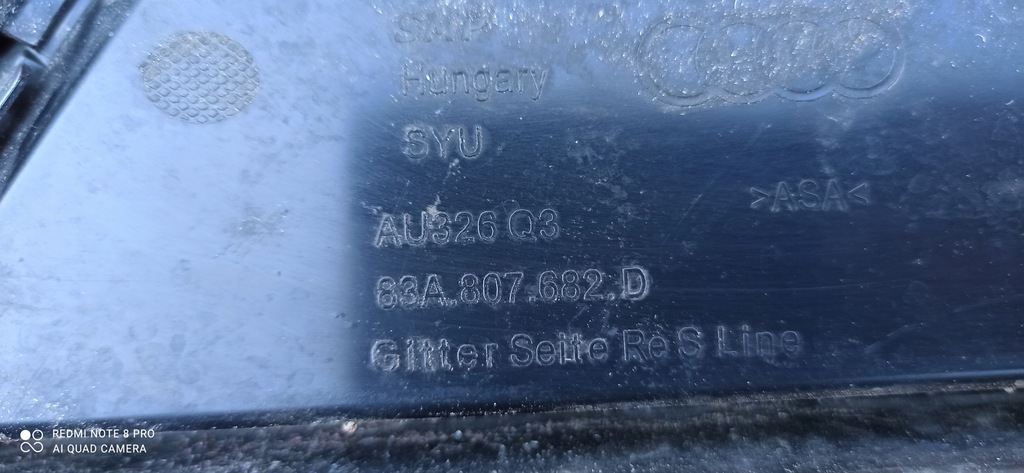 SMP
Hungary
SYU
>ASA<
AU326 Q3
83A.807.682.D
Gitter Seite Re S Line
REDMI NOTE 8 PRO
AI QUAD CAMERA